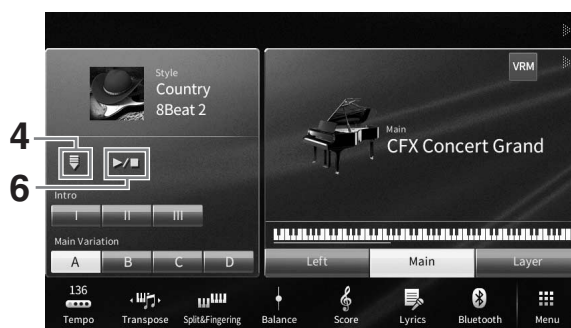 Style
Country
8Beat 2
VRM
Main
CFX Concert Grand
4
6
Intro
I II III
Main Variation
A B C D
Left Main Layer
136
Tempo Transpose Split&Fingering Balance Score Lyrics Bluetooth Menu